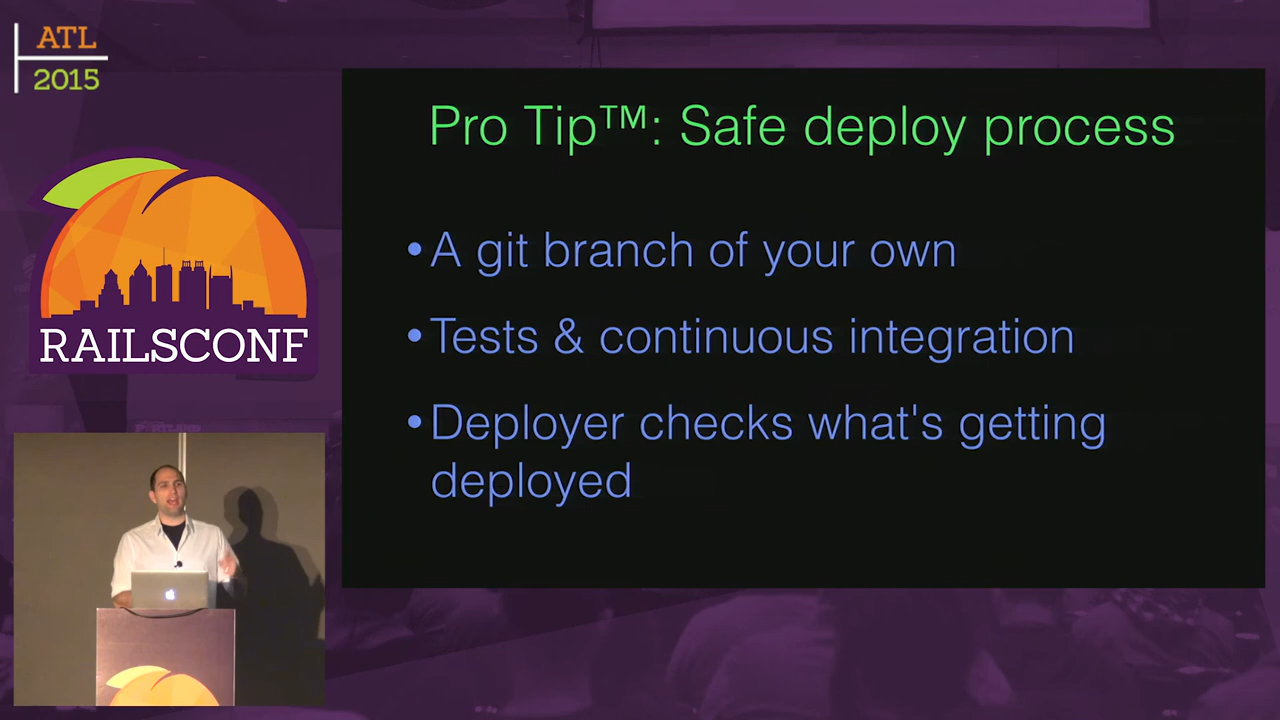 ATL
2015
RAILSCONF
Pro Tip™: Safe deploy process
•A git branch of your own
•Tests & continuous integration
•Deployer checks what's getting
deployed